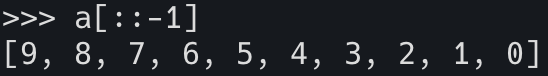 >>> a[::-1]
[9, 8, 7, 6, 5, 4, 3, 2, 1, 0]